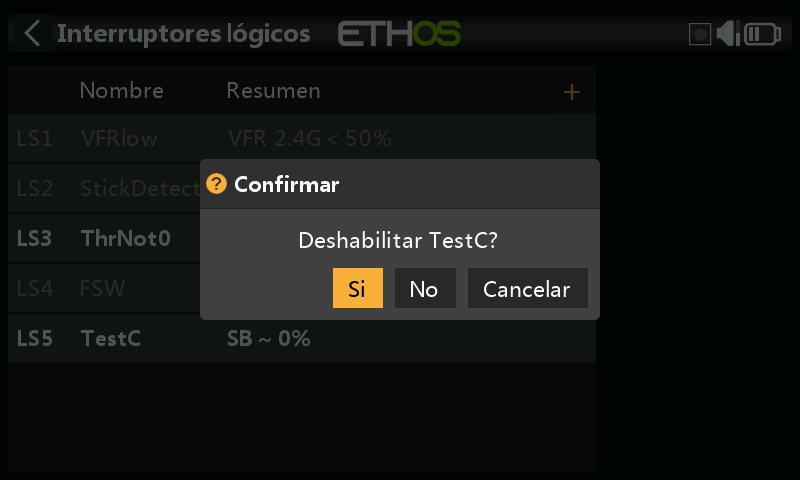 Interruptores lógicos ETHOS
Nombre Resumen +
LS1 VFRlow VFR 2.4G < 50%
LS2 StickDetect
? Confirmar
LS3 ThrNot0
Deshabilitar TestC?
LS4 FSW
Si No Cancelar
LS5 TestC SB ~ 0%